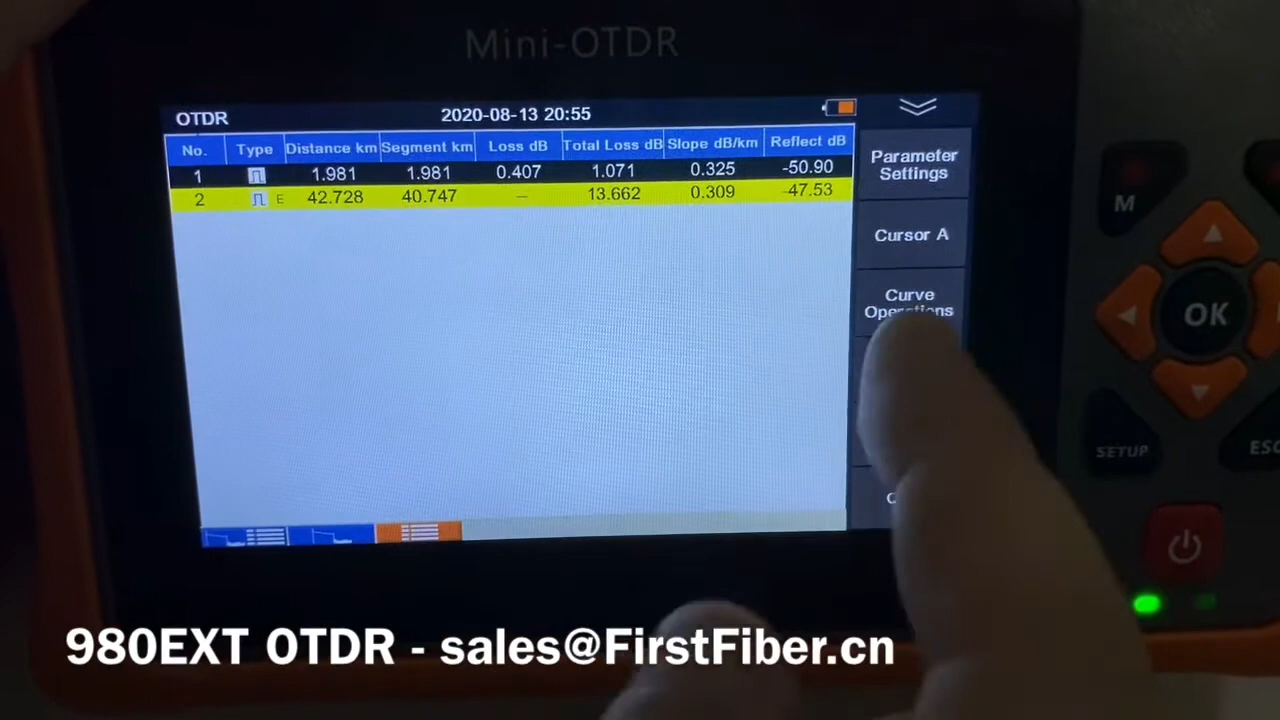 Mini-OTDR
OTDR 2020-08-13 20:55
No. Type Distance km Segment km Loss dB Total Loss dB Slope dB/km Reflect dB
1 1.981 1.981 0.407 1.071 0.325 -50.90
2 E 42.728 40.747 — 13.662 0.309 -47.53
Parameter
Settings
Cursor A
Curve
Operations
M
OK
SETUP
ESC
980EXT OTDR - sales@FirstFiber.cn